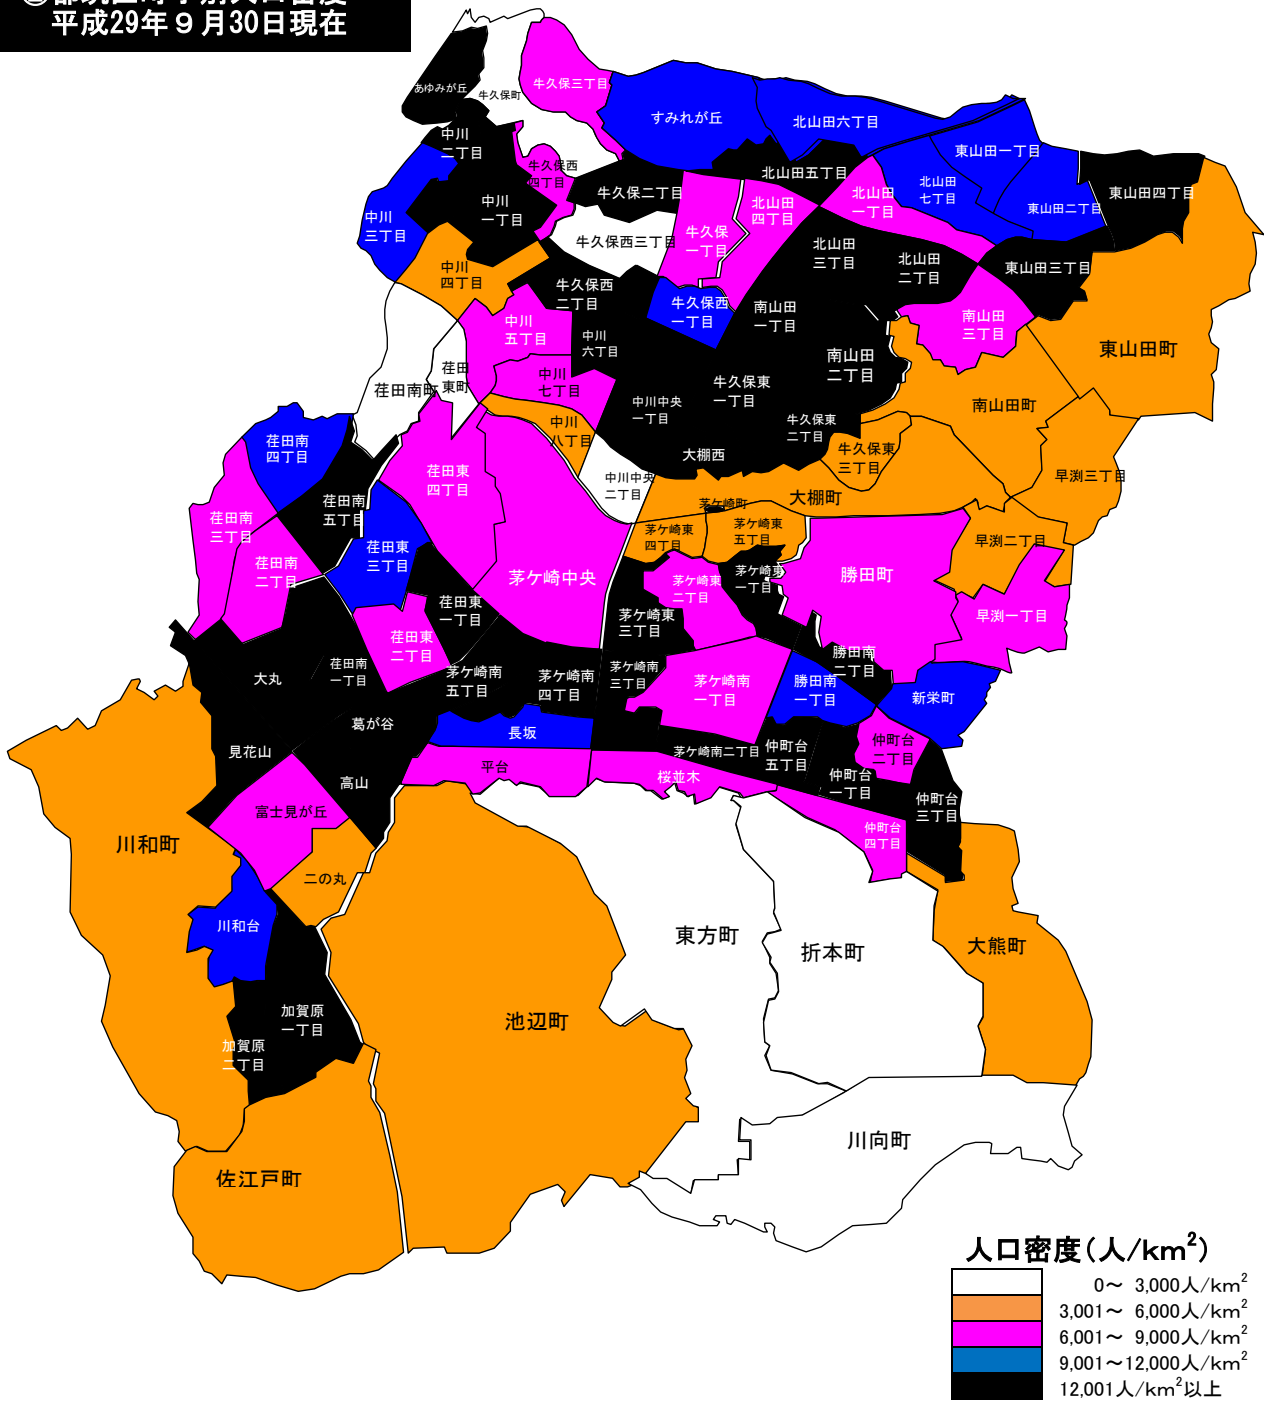 平成29年９月30日現在
あゆみが丘
牛久保町
牛久保三丁目
すみれが丘
北山田六丁目
東山田一丁目
中川
二丁目
牛久保西
四丁目
牛久保二丁目
北山田五丁目
北山田
七丁目
東山田二丁目
東山田四丁目
中川
三丁目
中川
一丁目
牛久保西三丁目
牛久保
一丁目
北山田
四丁目
北山田
一丁目
北山田
三丁目
北山田
二丁目
東山田三丁目
中川
四丁目
牛久保西
二丁目
牛久保西
一丁目
南山田
一丁目
南山田
三丁目
東山田町
中川
五丁目
中川
六丁目
南山田
二丁目
荏田
東町
荏田南町
中川
七丁目
牛久保東
一丁目
中川中央
一丁目
南山田町
中川
八丁目
牛久保東
二丁目
牛久保東
三丁目
大棚西
荏田南
四丁目
荏田東
四丁目
中川中央
二丁目
早渕三丁目
荏田南
五丁目
茅ケ崎町
大棚町
荏田南
三丁目
茅ケ崎東
四丁目
茅ケ崎東
五丁目
早渕二丁目
荏田東
三丁目
荏田南
二丁目
茅ケ崎中央
茅ケ崎東
二丁目
茅ケ崎東
一丁目
勝田町
荏田東
一丁目
茅ケ崎東
三丁目
早渕一丁目
荏田東
二丁目
勝田南
二丁目
大丸
荏田南
一丁目
茅ケ崎南
五丁目
茅ケ崎南
四丁目
茅ケ崎南
三丁目
茅ケ崎南
一丁目
勝田南
一丁目
新栄町
葛が谷
長坂
見花山
茅ケ崎南二丁目
仲町台
五丁目
仲町台
二丁目
平台
桜並木
高山
仲町台
一丁目
仲町台
三丁目
富士見が丘
仲町台
四丁目
川和町
二の丸
川和台
東方町
折本町
大熊町
加賀原
一丁目
池辺町
加賀原
二丁目
川向町
佐江戸町
人口密度(人/km²)
0～ 3,000人/km²
3,001～ 6,000人/km²
6,001～ 9,000人/km²
9,001～12,000人/km²
12,001人/km²以上